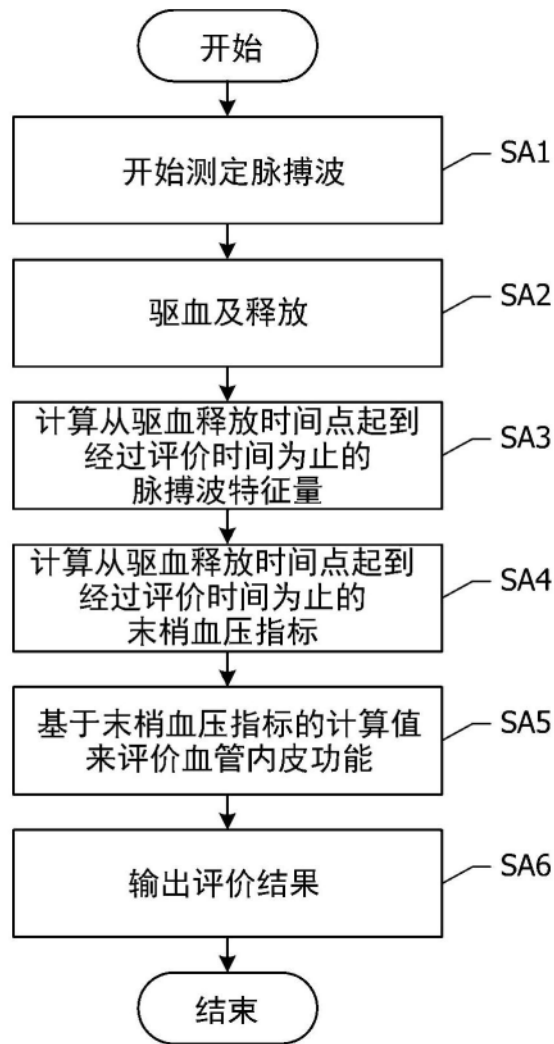 开始
开始测定脉搏波
SA1
驱血及释放
SA2
计算从驱血释放时间点起到
经过评价时间为止的
脉搏波特征量
SA3
计算从驱血释放时间点起到
经过评价时间为止的
末梢血压指标
SA4
基于末梢血压指标的计算值
来评价血管内皮功能
SA5
输出评价结果
SA6
结束